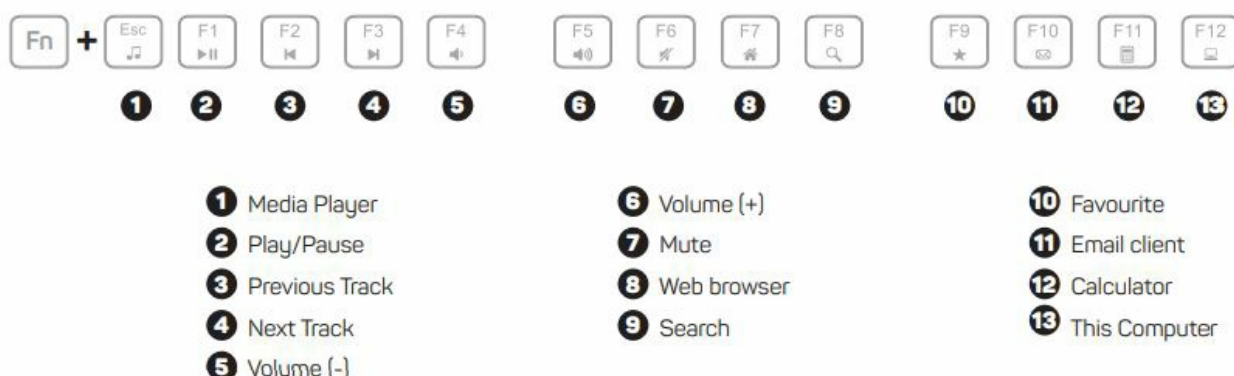 Fn + Esc F1 F2 F3 F4 F5 F6 F7 F8 F9 F10 F11 F12
1 2 3 4 5 6 7 8 9 10 11 12 13
1 Media Player
2 Play/Pause
3 Previous Track
4 Next Track
5 Volume (-)
6 Volume (+)
7 Mute
8 Web browser
9 Search
10 Favourite
11 Email client
12 Calculator
13 This Computer